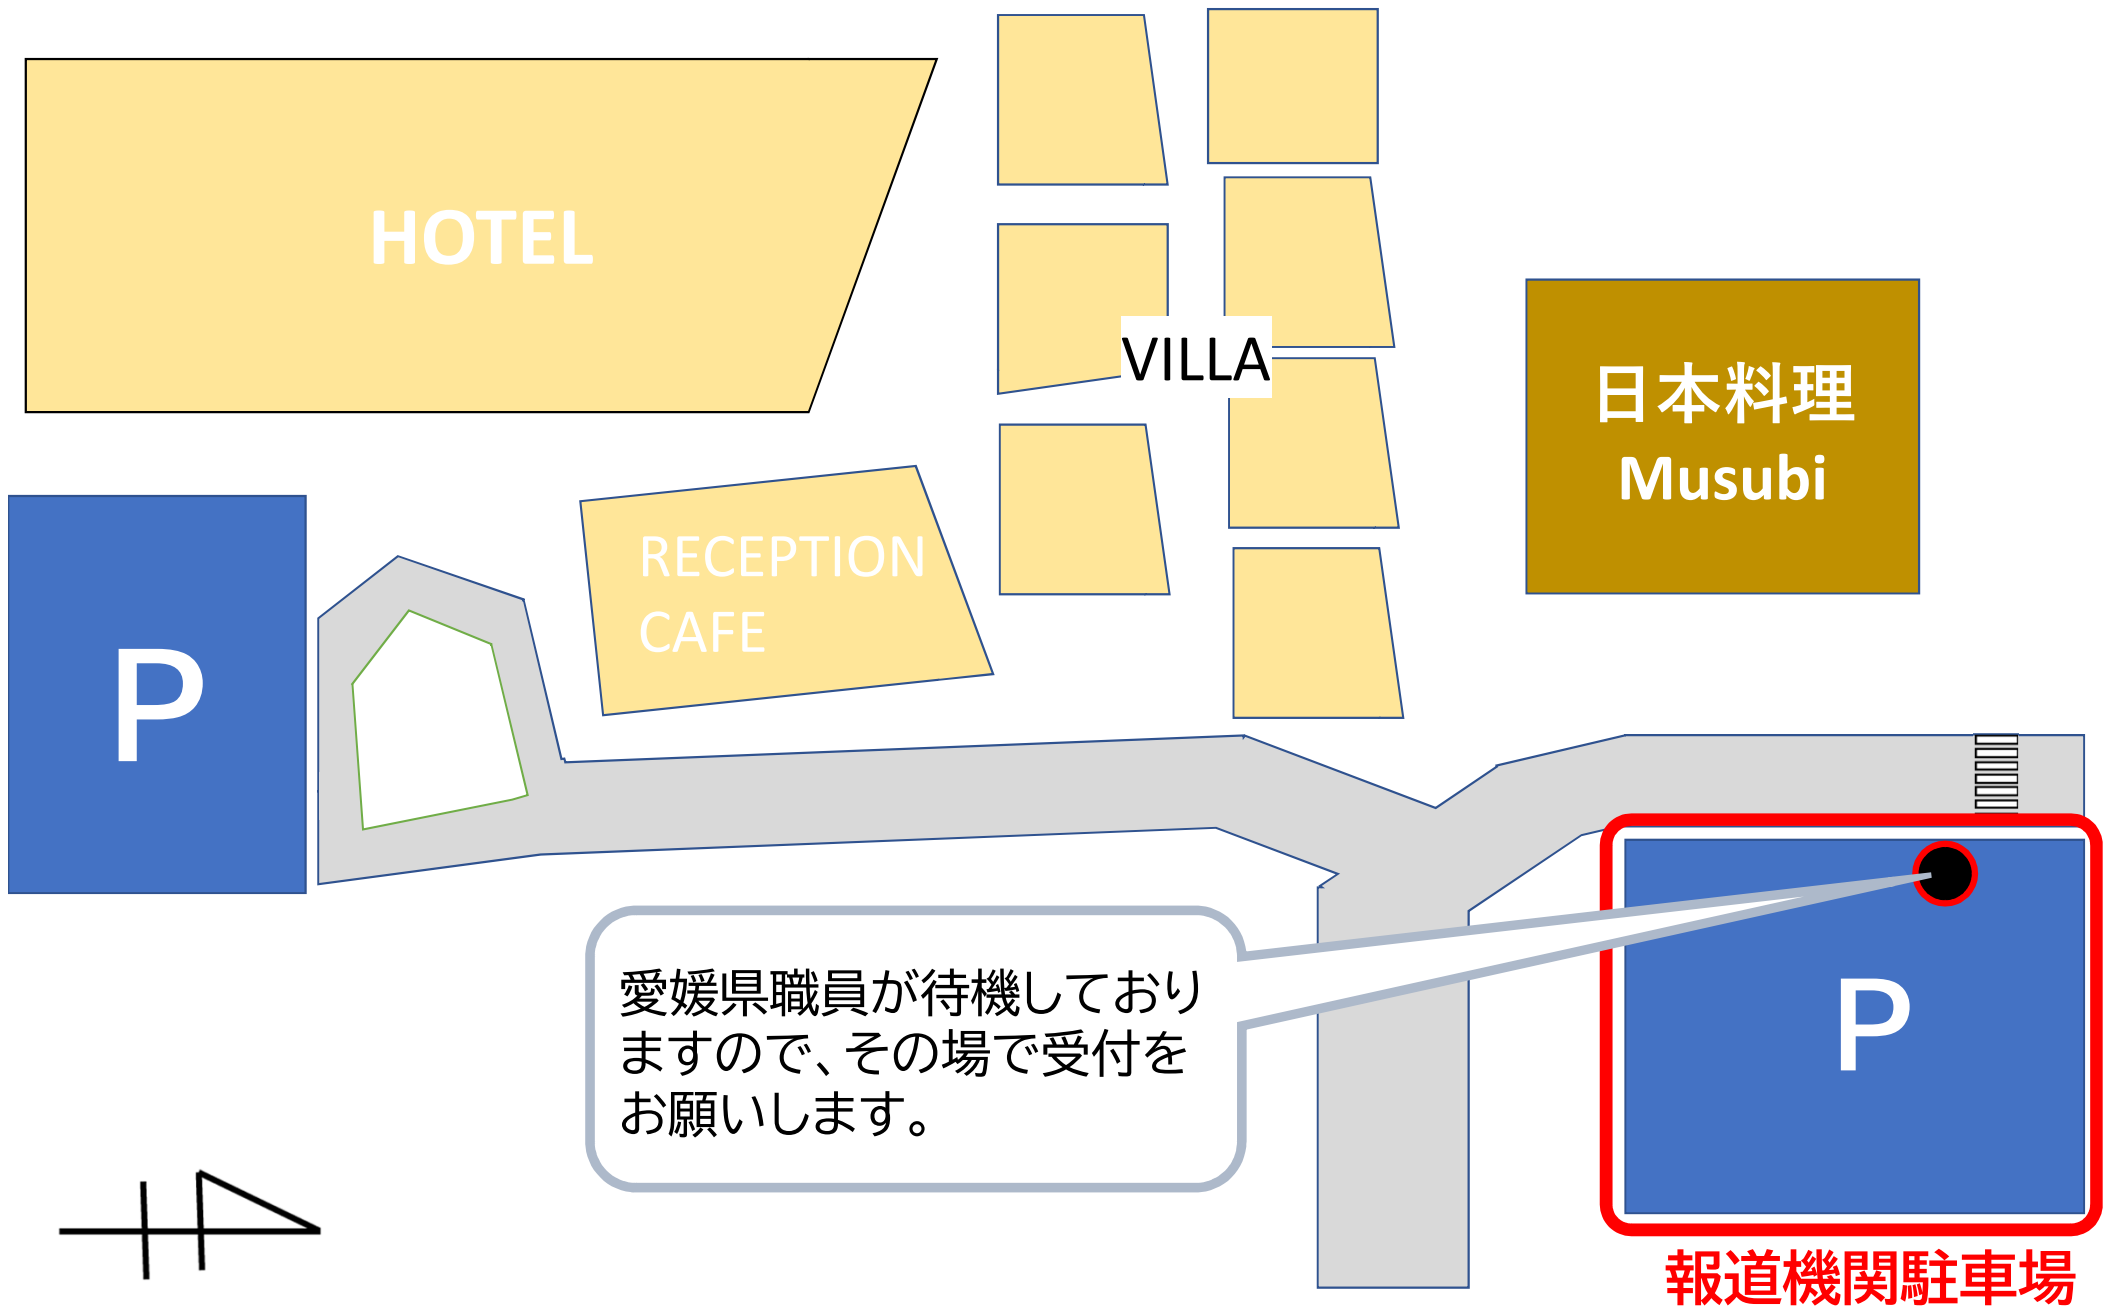 HOTEL
VILLA
日本料理
Musubi
RECEPTION
CAFE
P
愛媛県職員が待機しており
ますので、その場で受付を
お願いします。
P
報道機関駐車場